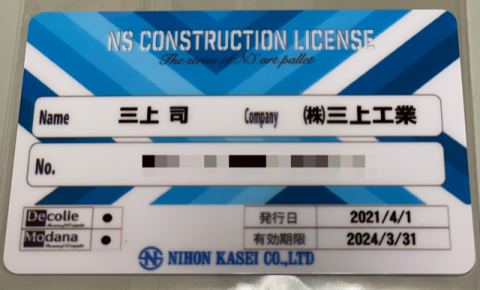 NS CONSTRUCTION LICENSE
The series of NS art pallet
Name 三上 司 Company (株)三上工業
No.
Decolie ●
Modana ●
発行日 2021/4/1
有効期限 2024/3/31
NS NIHON KASEI CO.,LTD